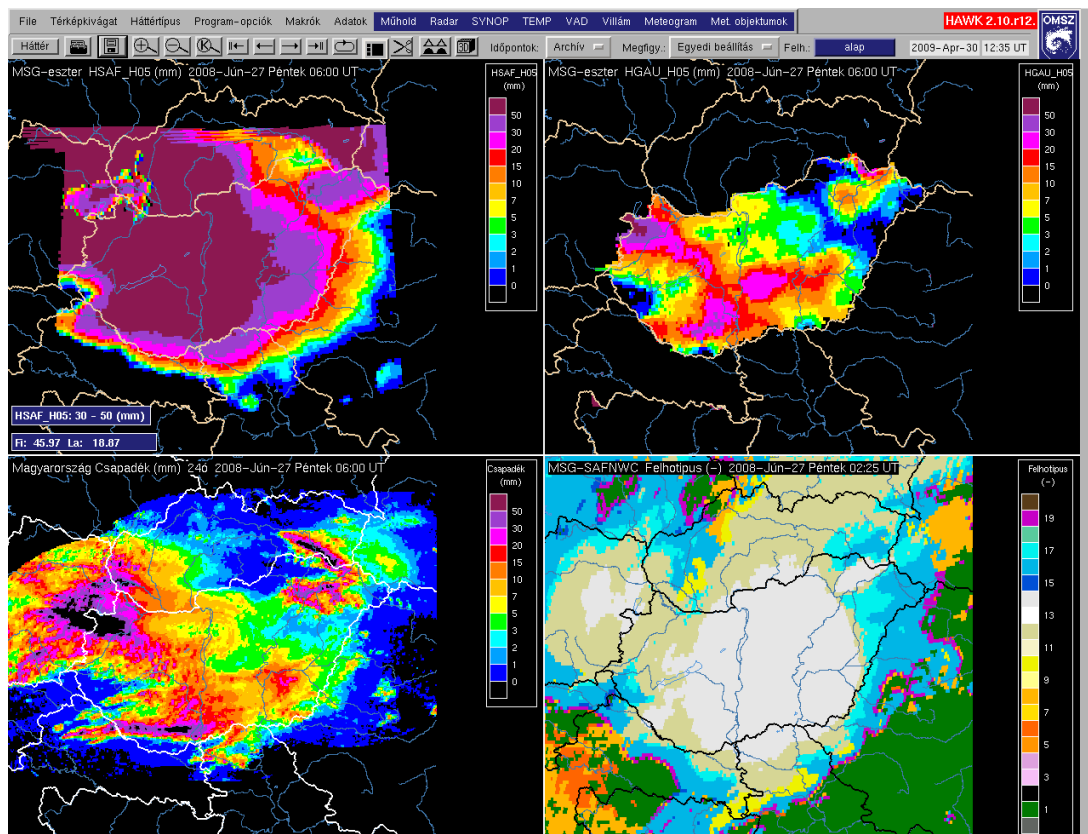 File Térképkivágat Háttértípus Program-opciók Makrók Adatok Műhold Radar SYNOP TEMP VAD Villám Meteogram Met. objektumok HAWK 2.10.r12. OMSZ
Háttér K 3D Időpontok: Archív Megfigy.: Egyedi beállítás Felh.: alap 2009-Apr-30 12:35 UT
MSG-eszter HSAF_H05 (mm) 2008-Jún-27 Péntek 06:00 UT
HSAF_H05
(mm)
50
30
20
15
10
7
5
3
2
1
0
HSAF_H05: 30 - 50 (mm)
Fi: 45.97 La: 18.87
MSG-eszter HGAU_H05 (mm) 2008-Jún-27 Péntek 06:00 UT
HGAU_H05
(mm)
50
30
20
15
10
7
5
3
2
1
0
Magyarország Csapadék (mm) 24ó 2008-Jún-27 Péntek 06:00 UT
Csapadék
(mm)
50
30
20
15
10
7
5
3
2
1
0
MSG-SAFNWC Felhotipus (-) 2008-Jún-27 Péntek 02:25 UT
Felhotipus
(-)
19
17
15
13
11
9
7
5
3
1